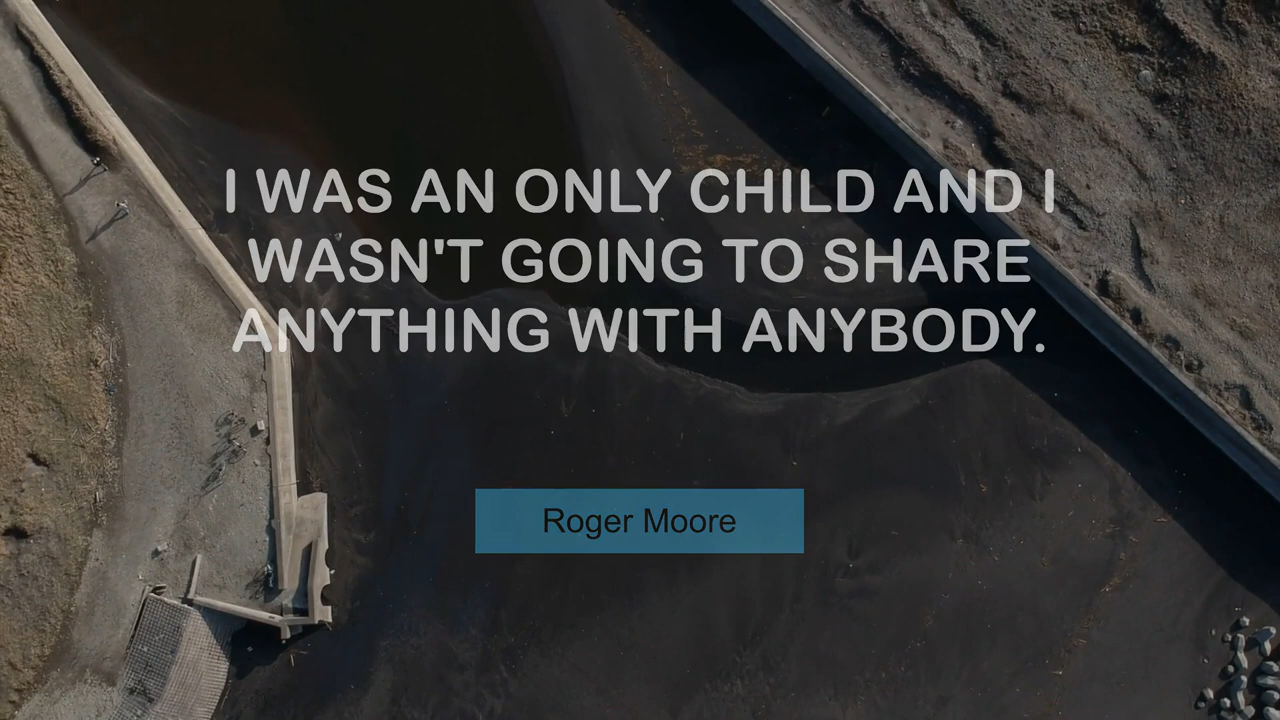 I WAS AN ONLY CHILD AND I
WASN'T GOING TO SHARE
ANYTHING WITH ANYBODY.
Roger Moore